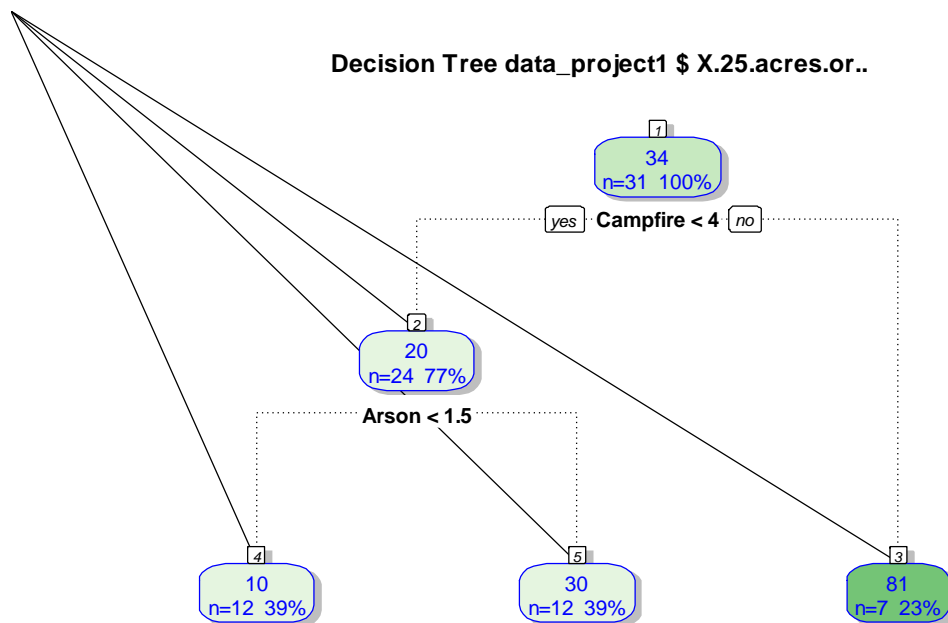 Decision Tree data_project1 $ X.25.acres.or..
1
34
n=31 100%
yes Campfire < 4 no
2
20
n=24 77%
Arson < 1.5
4 5 3
10 30 81
n=12 39% n=12 39% n=7 23%